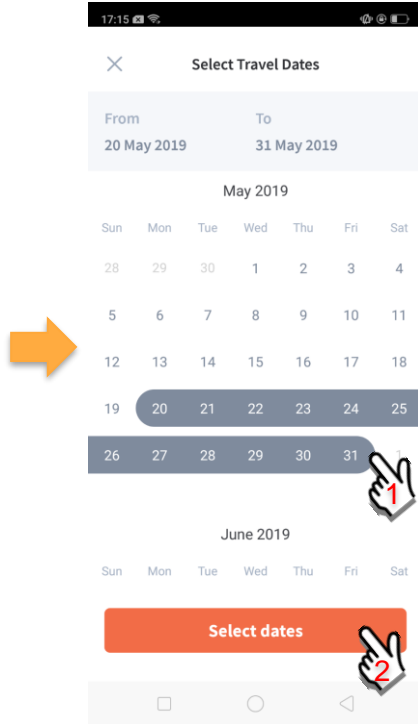 17:15
Select Travel Dates
From To
20 May 2019 31 May 2019
May 2019
Sun Mon Tue Wed Thu Fri Sat
28 29 30 1 2 3 4
5 6 7 8 9 10 11
12 13 14 15 16 17 18
19 20 21 22 23 24 25
26 27 28 29 30 31 1
1
June 2019
Sun Mon Tue Wed Thu Fri Sat
Select dates
2